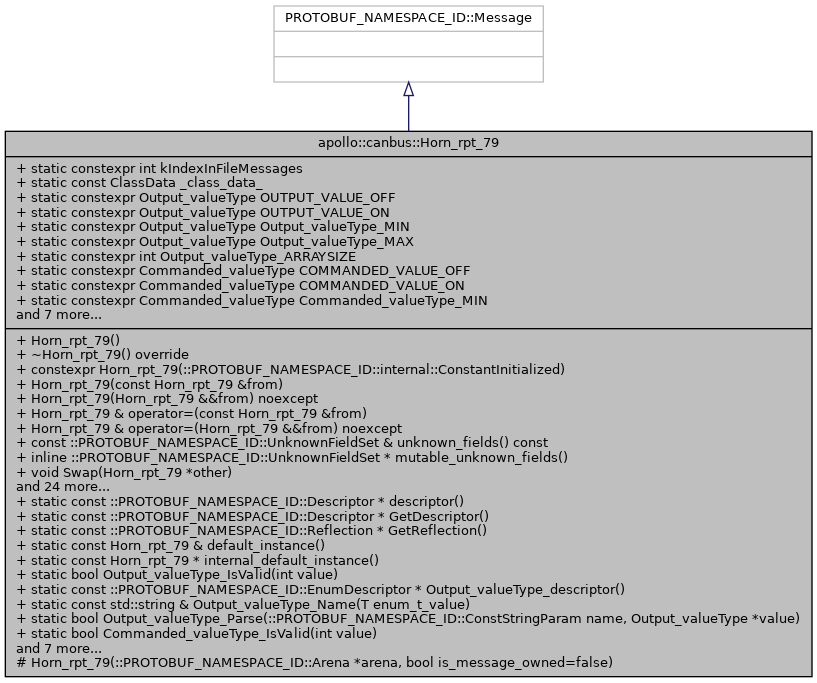 PROTOBUF_NAMESPACE_ID::Message
apollo::canbus::Horn_rpt_79
+ static constexpr int kIndexInFileMessages
+ static const ClassData _class_data_
+ static constexpr Output_valueType OUTPUT_VALUE_OFF
+ static constexpr Output_valueType OUTPUT_VALUE_ON
+ static constexpr Output_valueType Output_valueType_MIN
+ static constexpr Output_valueType Output_valueType_MAX
+ static constexpr int Output_valueType_ARRAYSIZE
+ static constexpr Commanded_valueType COMMANDED_VALUE_OFF
+ static constexpr Commanded_valueType COMMANDED_VALUE_ON
+ static constexpr Commanded_valueType Commanded_valueType_MIN
and 7 more...
+ Horn_rpt_79()
+ ~Horn_rpt_79() override
+ constexpr Horn_rpt_79(::PROTOBUF_NAMESPACE_ID::internal::ConstantInitialized)
+ Horn_rpt_79(const Horn_rpt_79 &from)
+ Horn_rpt_79(Horn_rpt_79 &&from) noexcept
+ Horn_rpt_79 & operator=(const Horn_rpt_79 &from)
+ Horn_rpt_79 & operator=(Horn_rpt_79 &&from) noexcept
+ const ::PROTOBUF_NAMESPACE_ID::UnknownFieldSet & unknown_fields() const
+ inline ::PROTOBUF_NAMESPACE_ID::UnknownFieldSet * mutable_unknown_fields()
+ void Swap(Horn_rpt_79 *other)
and 24 more...
+ static const ::PROTOBUF_NAMESPACE_ID::Descriptor * descriptor()
+ static const ::PROTOBUF_NAMESPACE_ID::Descriptor * GetDescriptor()
+ static const ::PROTOBUF_NAMESPACE_ID::Reflection * GetReflection()
+ static const Horn_rpt_79 & default_instance()
+ static const Horn_rpt_79 * internal_default_instance()
+ static bool Output_valueType_IsValid(int value)
+ static const ::PROTOBUF_NAMESPACE_ID::EnumDescriptor * Output_valueType_descriptor()
+ static const std::string & Output_valueType_Name(T enum_t_value)
+ static bool Output_valueType_Parse(::PROTOBUF_NAMESPACE_ID::ConstStringParam name, Output_valueType *value)
+ static bool Commanded_valueType_IsValid(int value)
and 7 more...
# Horn_rpt_79(::PROTOBUF_NAMESPACE_ID::Arena *arena, bool is_message_owned=false)